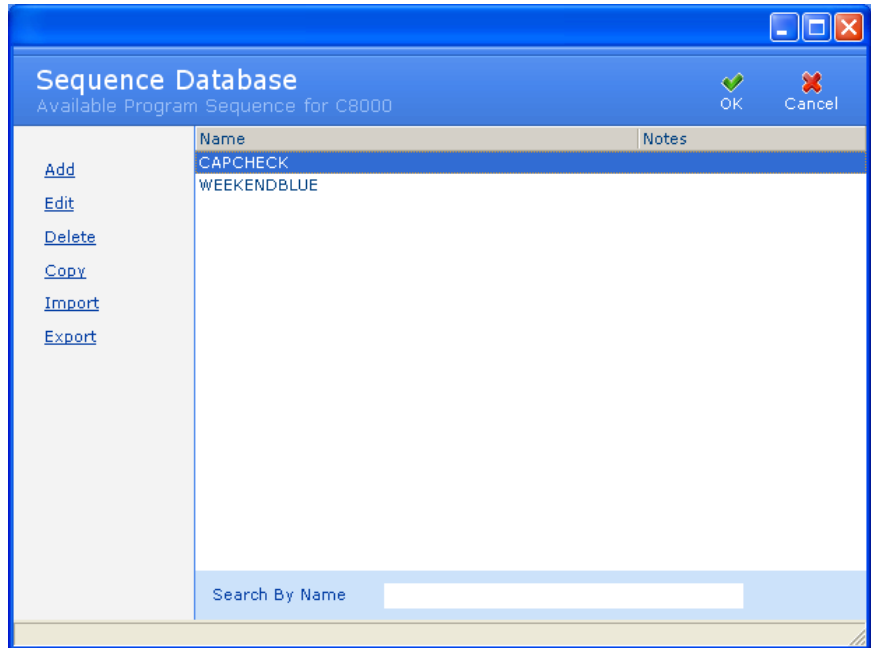 Sequence Database
Available Program Sequence for C8000
OK Cancel
Name Notes
Add
Edit
Delete
Copy
Import
Export
CAPCHECK
WEEKENDBLUE
Search By Name